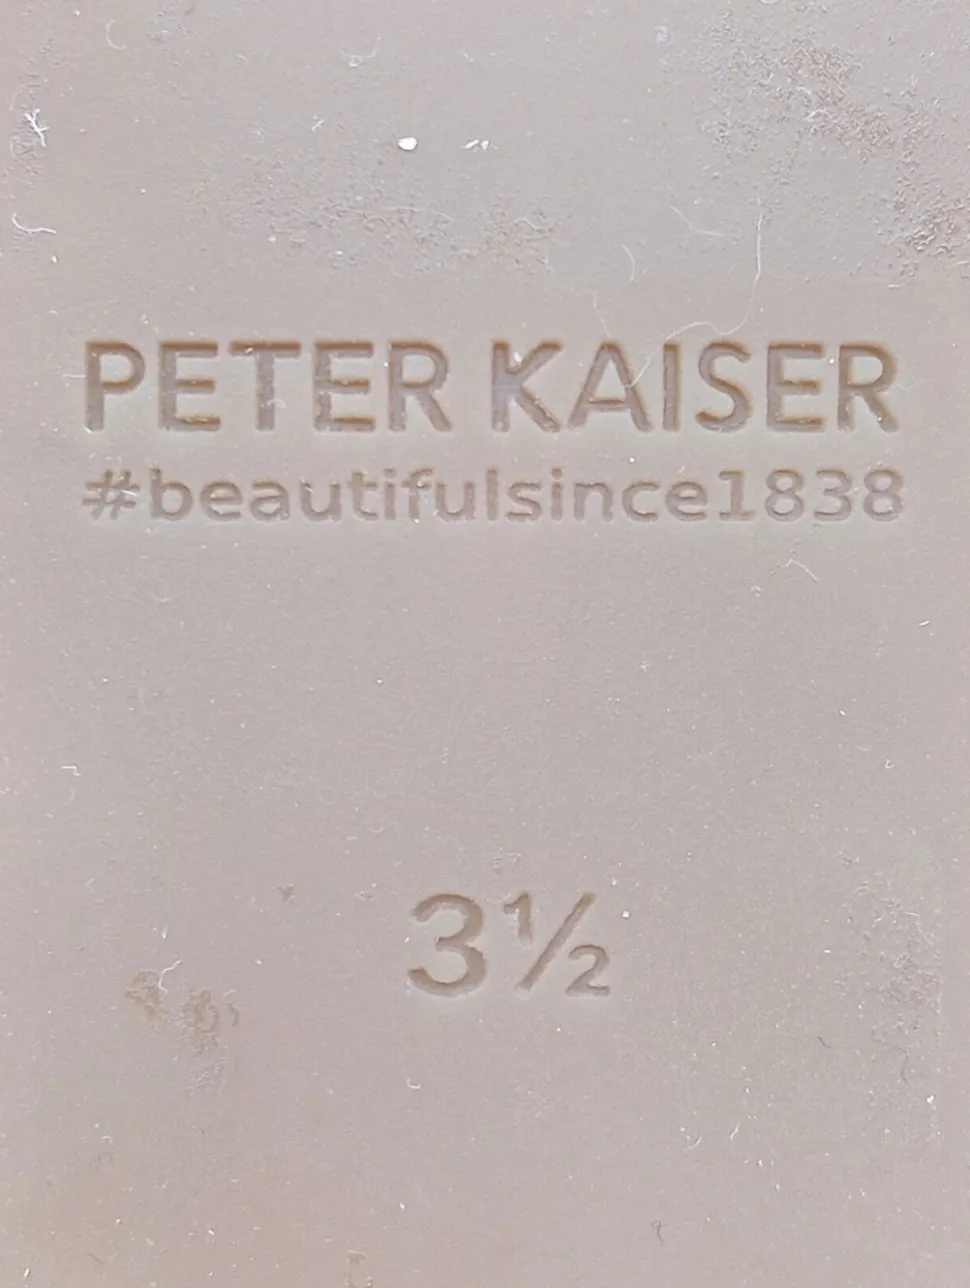 PETER KAISER
#beautifulsince1838
3½